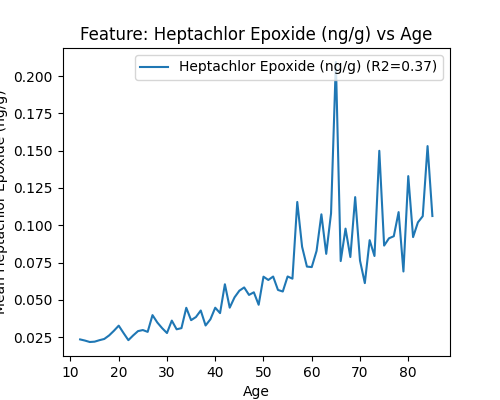 Feature: Heptachlor Epoxide (ng/g) vs Age
Heptachlor Epoxide (ng/g) (R2=0.37)
Mean Heptachlor Epoxide (ng/g)
0.200
0.175
0.150
0.125
0.100
0.075
0.050
0.025
10 20 30 40 50 60 70 80
Age